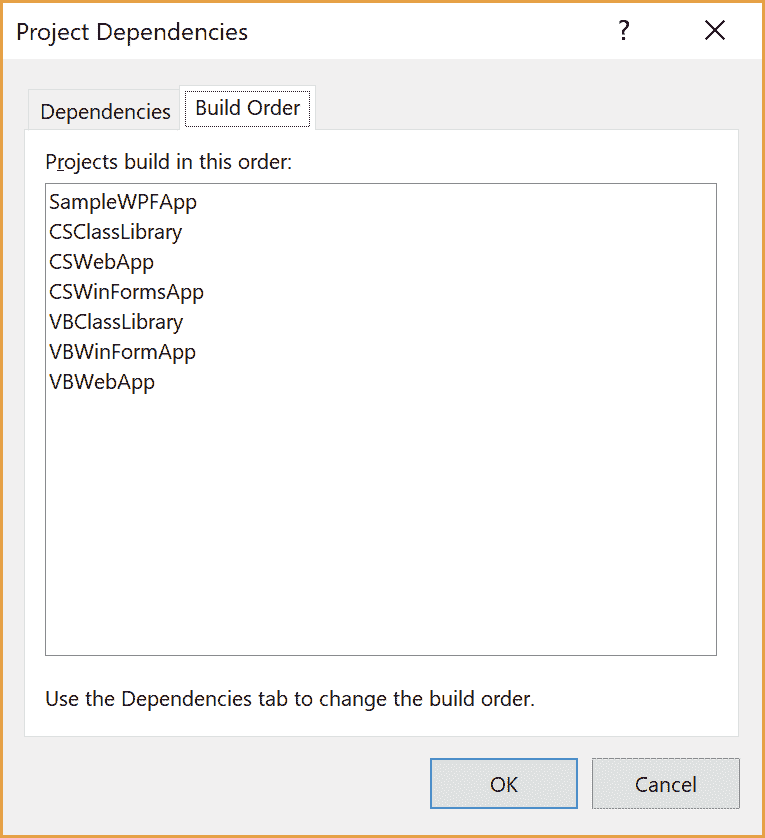 Project Dependencies ?
Dependencies Build Order
Projects build in this order:
SampleWPFApp
CSClassLibrary
CSWebApp
CSWinFormsApp
VBClassLibrary
VBWinFormApp
VBWebApp
Use the Dependencies tab to change the build order.
OK Cancel